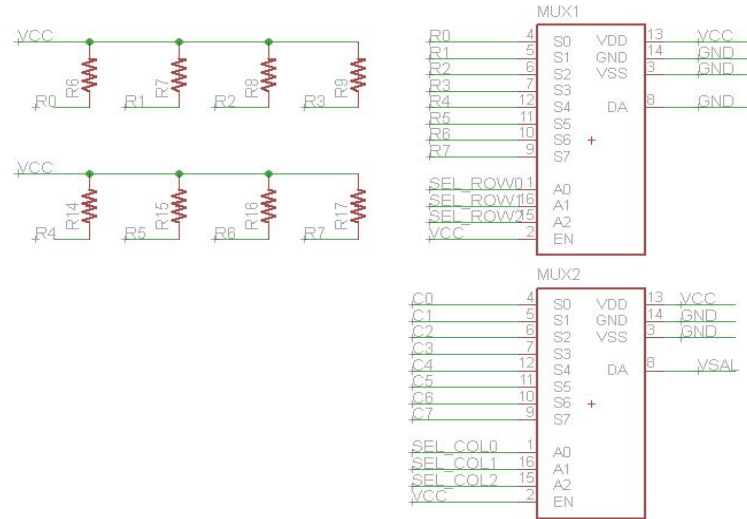 VCC
R6
R7
R8
R9
R0
R1
R2
R3
VCC
R14
R15
R16
R17
R4
R5
R6
R7
MUX1
R0 4 S0 VDD 13 VCC
R1 5 S1 GND 14 GND
R2 6 S2 VSS 3 GND
R3 7 S3
R4 12 S4 DA 8 GND
R5 11 S5
R6 10 S6
R7 9 S7
SEL_ROW0 1 A0
SEL_ROW1 16 A1
SEL_ROW2 15 A2
VCC 2 EN
MUX2
C0 4 S0 VDD 13 VCC
C1 5 S1 GND 14 GND
C2 6 S2 VSS 3 GND
C3 7 S3
C4 12 S4 DA 8 VSAL
C5 11 S5
C6 10 S6
C7 9 S7
SEL_COL0 1 A0
SEL_COL1 16 A1
SEL_COL2 15 A2
VCC 2 EN